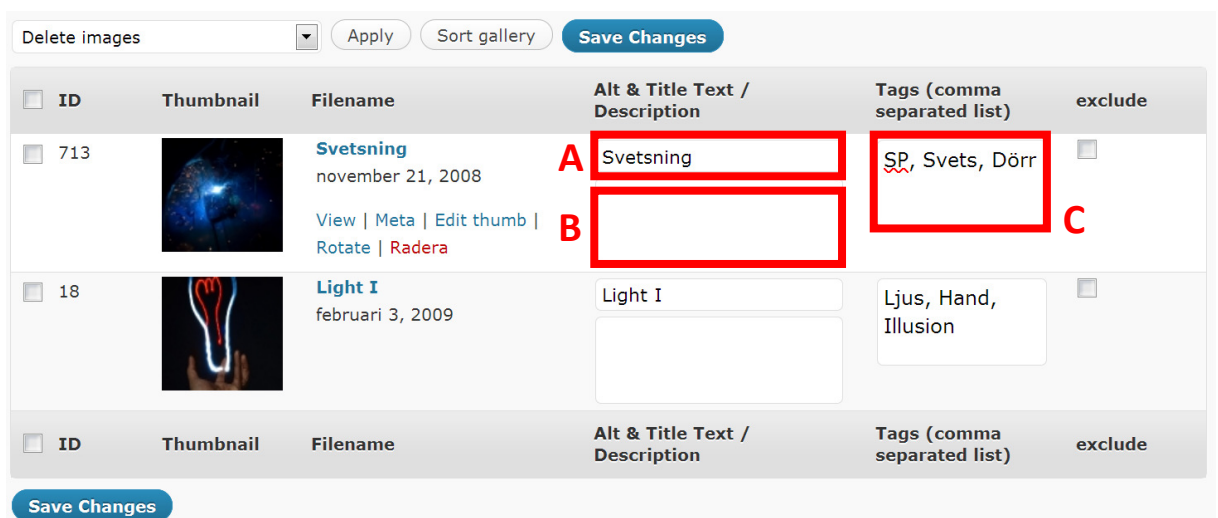 Delete images Apply Sort gallery Save Changes
ID Thumbnail Filename Alt & Title Text / Description Tags (comma separated list) exclude
713 Svetsning
november 21, 2008
View | Meta | Edit thumb |
Rotate | Radera
A Svetsning
B
SP, Svets, Dörr
C
18 Light I
februari 3, 2009
Light I
Ljus, Hand,
Illusion
ID Thumbnail Filename Alt & Title Text / Description Tags (comma separated list) exclude
Save Changes